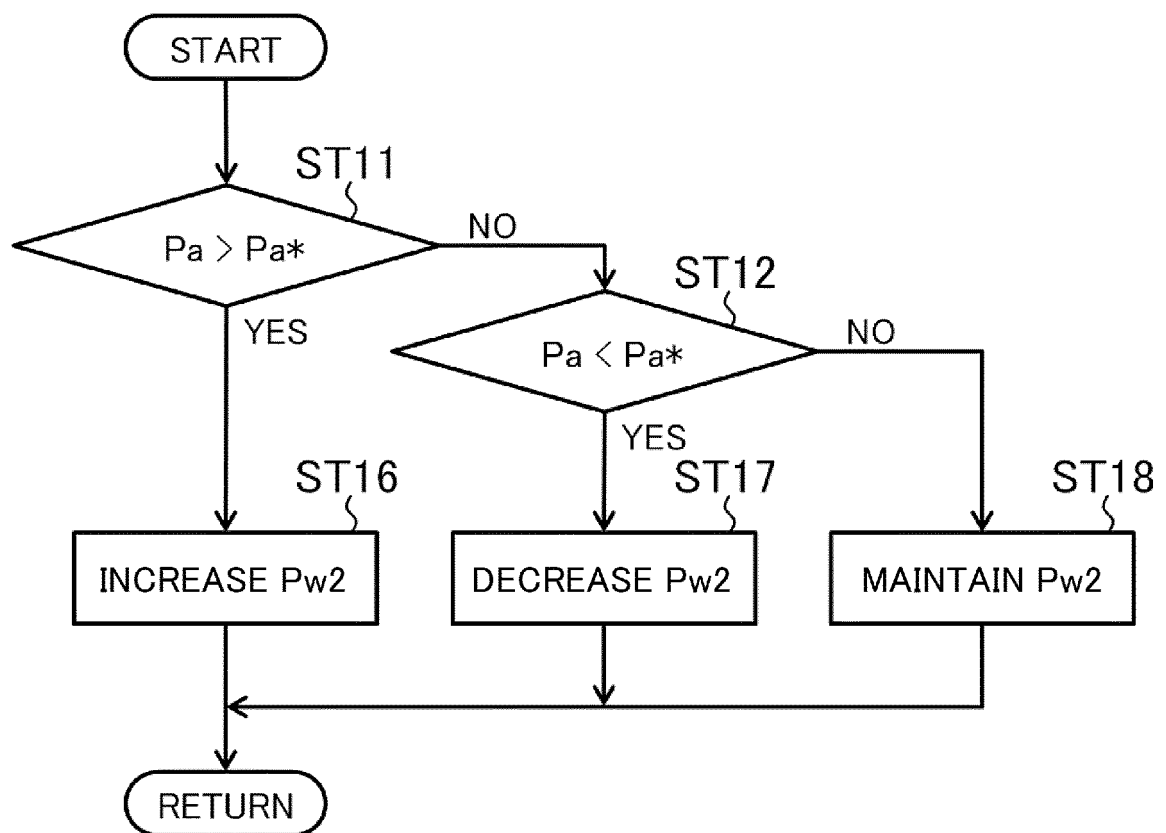 START
ST11
Pa > Pa*
NO
YES
ST12
Pa < Pa*
NO
YES
ST16
INCREASE Pw2
ST17
DECREASE Pw2
ST18
MAINTAIN Pw2
RETURN